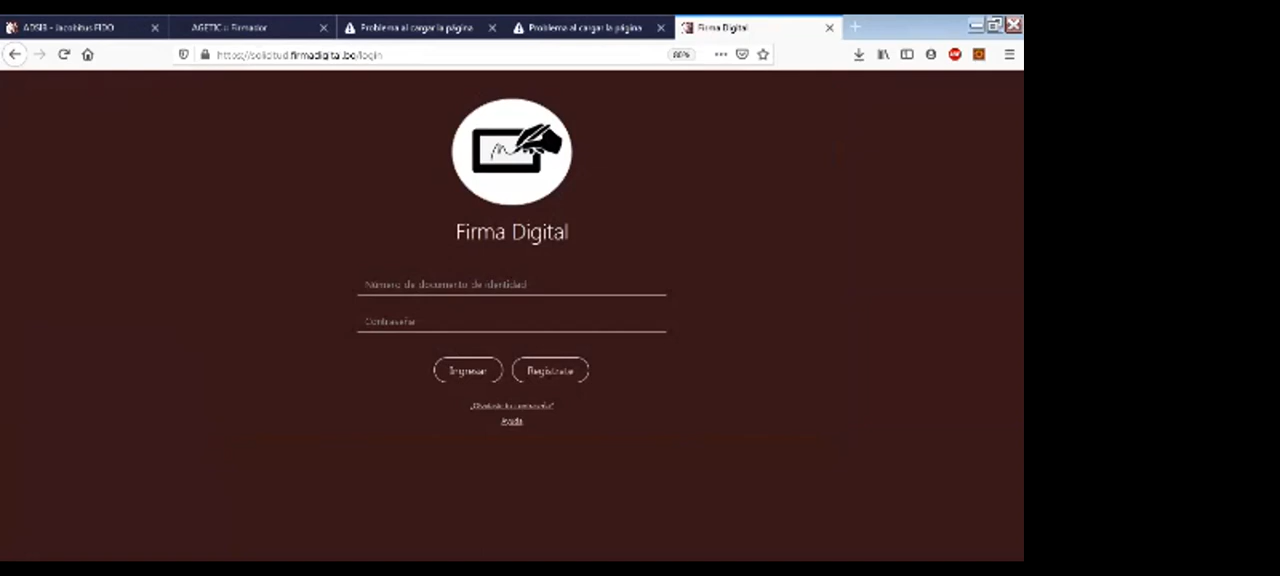 ADSIB - Jacobitus FIDO
AGETIC :: Firmador
Problema al cargar la página
Problema al cargar la página
Firma Digital
https://solicitud.firmadigital.bo/login
80%
Firma Digital
Número de documento de identidad
Contraseña
Ingresar
Registrate
¿Olvidaste tu contraseña?
Ayuda